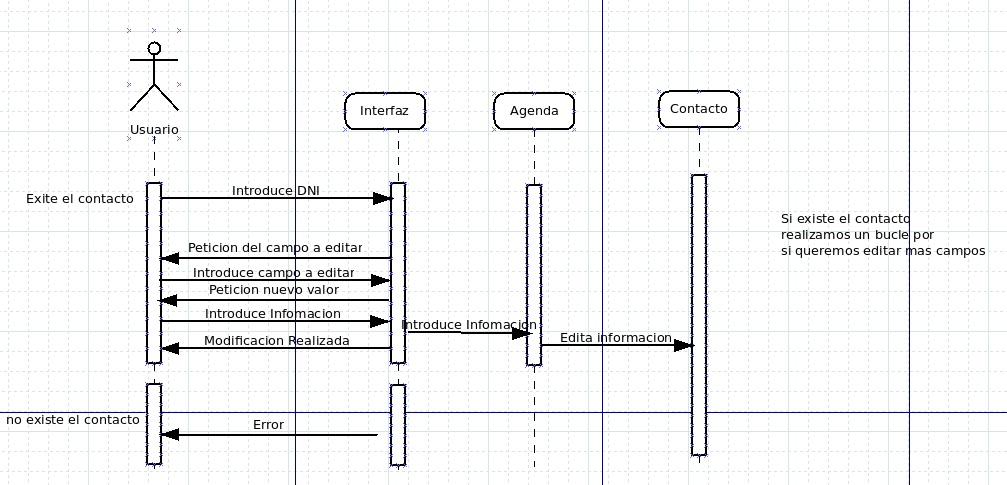 Usuario
Interfaz
Agenda
Contacto
Exite el contacto
Introduce DNI
Si existe el contacto
realizamos un bucle por
si queremos editar mas campos
Peticion del campo a editar
Introduce campo a editar
Peticion nuevo valor
Introduce Infomacion
Introduce Infomacion
Edita informacion
Modificacion Realizada
no existe el contacto
Error